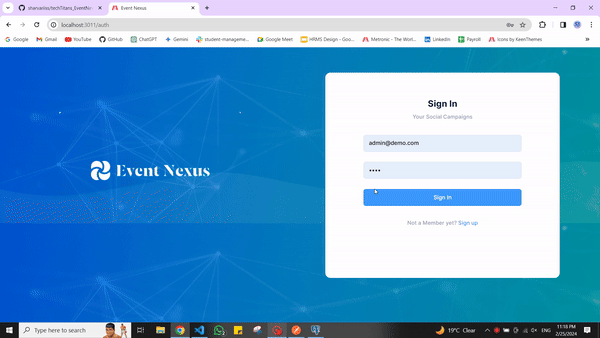 sharvarilss/techTitans_EventNe
Event Nexus
localhost:3011/auth
Google
Gmail
YouTube
GitHub
ChatGPT
Gemini
student-manageme...
Google Meet
HRMS Design - Goo...
Metronic - The Worl...
LinkedIn
Payroll
Icons by KeenThemes
Sign In
Your Social Campaigns
admin@demo.com
Event Nexus
Sign In
Not a Member yet? Sign up
Type here to search
19°C Clear
ENG
11:18 PM
2/25/2024